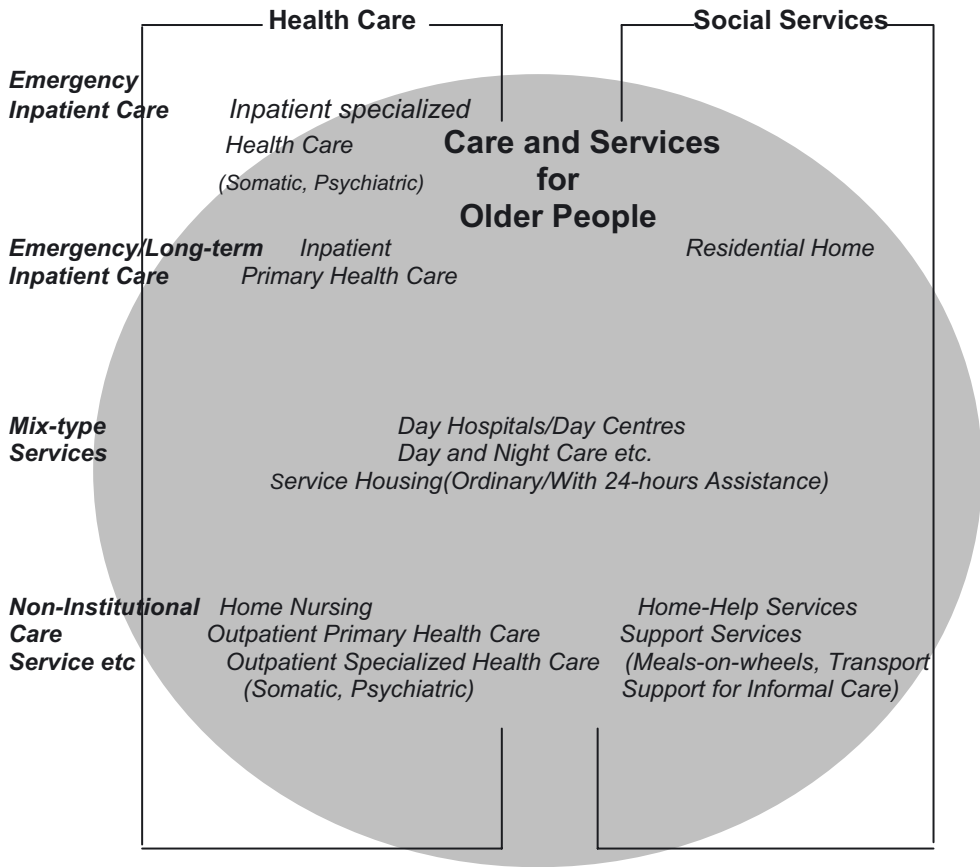 Health Care Social Services
Emergency
Inpatient Care Inpatient specialized
Health Care Care and Services
(Somatic, Psychiatric) for
Older People
Emergency/Long-term Inpatient Residential Home
Inpatient Care Primary Health Care
Mix-type Day Hospitals/Day Centres
Services Day and Night Care etc.
Service Housing(Ordinary/With 24-hours Assistance)
Non-Institutional Home Nursing Home-Help Services
Care Outpatient Primary Health Care Support Services
Service etc Outpatient Specialized Health Care (Meals-on-wheels, Transport
(Somatic, Psychiatric) Support for Informal Care)